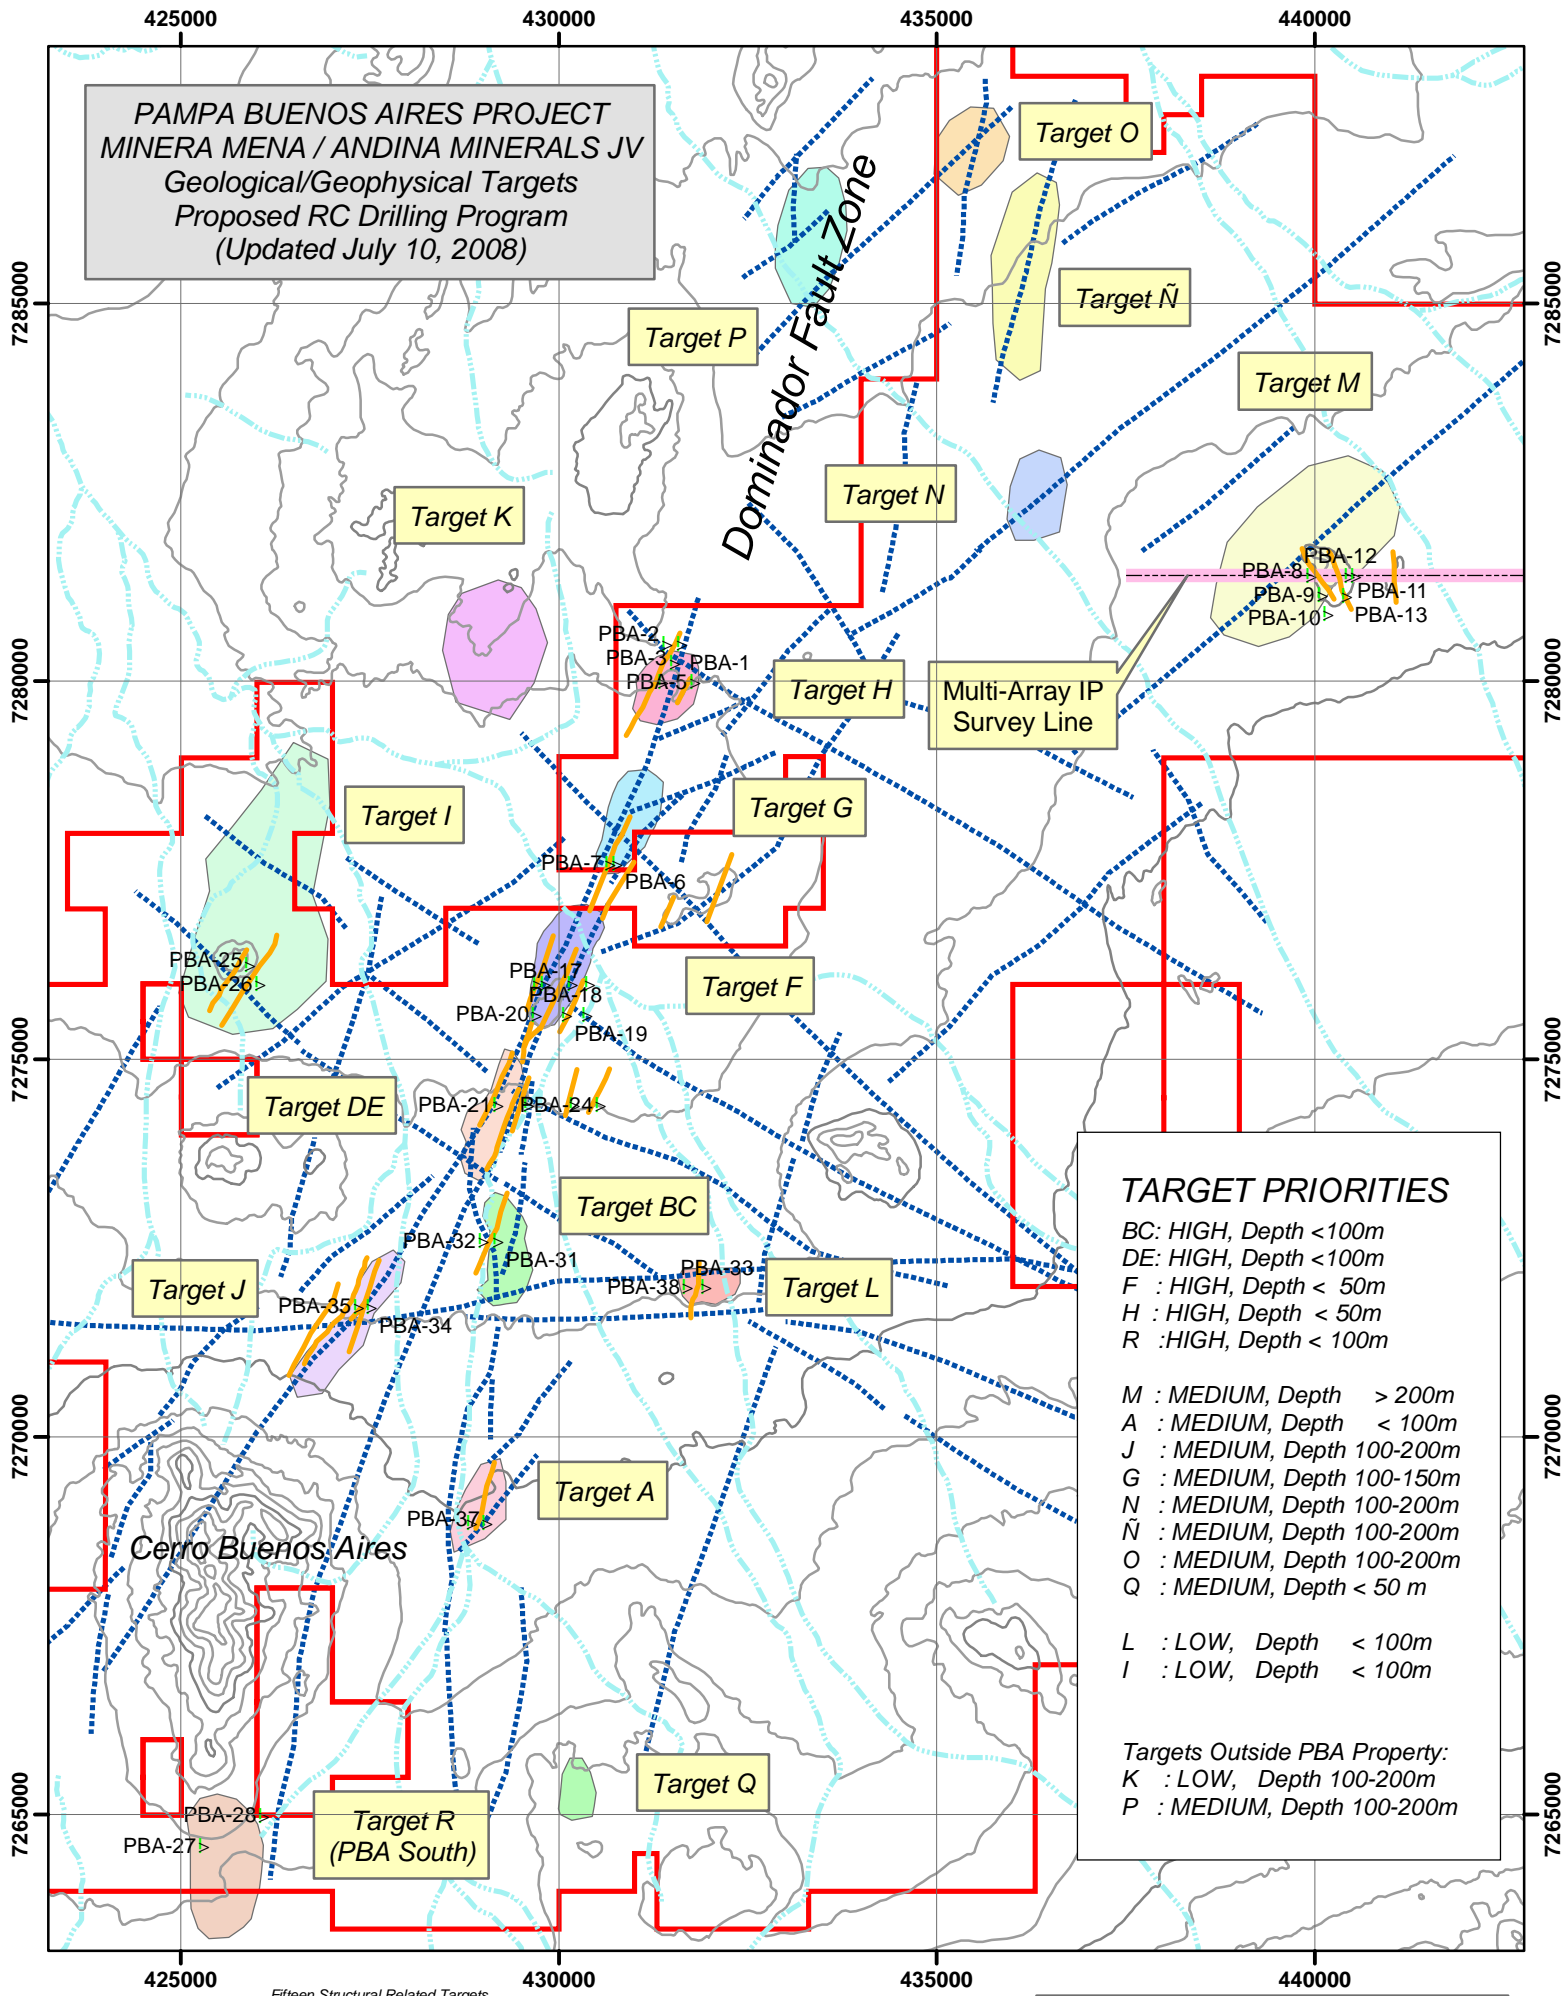 425000
430000
435000
440000
PAMPA BUENOS AIRES PROJECT
MINERA MENA / ANDINA MINERALS JV
Geological/Geophysical Targets
Proposed RC Drilling Program
(Updated July 10, 2008)
Target O
Dominador Fault Zone
7285000
7285000
Target Ñ
Target P
Target M
Target N
Target K
PBA-12
PBA-8
PBA-9
PBA-11
PBA-10
PBA-13
PBA-2
PBA-3
PBA-1
PBA-5
7280000
7280000
Target H
Multi-Array IP
Survey Line
Target G
Target I
PBA-7
PBA-6
PBA-25
PBA-26
PBA-17
PBA-18
Target F
PBA-20
PBA-19
7275000
7275000
Target DE
PBA-21
PBA-24
Target BC
PBA-32
PBA-31
PBA-33
PBA-38
Target L
Target J
PBA-35
PBA-34
7270000
7270000
Target A
PBA-37
Cerro Buenos Aires
Target Q
PBA-28
PBA-27
Target R
(PBA South)
7265000
7265000
TARGET PRIORITIES
BC: HIGH, Depth <100m
DE: HIGH, Depth <100m
F : HIGH, Depth < 50m
H : HIGH, Depth < 50m
R :HIGH, Depth < 100m
M : MEDIUM, Depth > 200m
A : MEDIUM, Depth < 100m
J : MEDIUM, Depth 100-200m
G : MEDIUM, Depth 100-150m
N : MEDIUM, Depth 100-200m
Ñ : MEDIUM, Depth 100-200m
O : MEDIUM, Depth 100-200m
Q : MEDIUM, Depth < 50 m
L : LOW, Depth < 100m
I : LOW, Depth < 100m
Targets Outside PBA Property:
K : LOW, Depth 100-200m
P : MEDIUM, Depth 100-200m
425000
430000
435000
440000
Fifteen Structural Related Targets